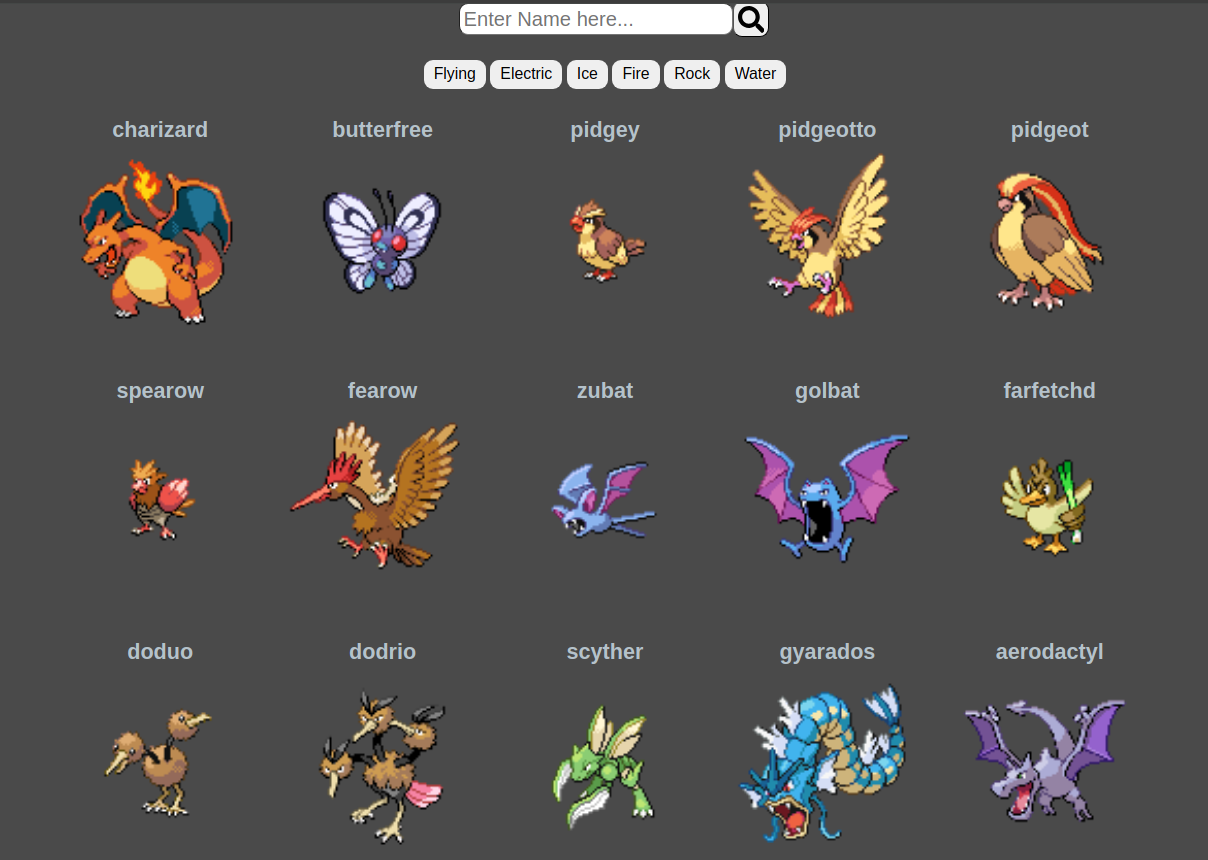 Enter Name here...
Flying Electric Ice Fire Rock Water
charizard butterfree pidgey pidgeotto pidgeot
spearow fearow zubat golbat farfetchd
doduo dodrio scyther gyarados aerodactyl